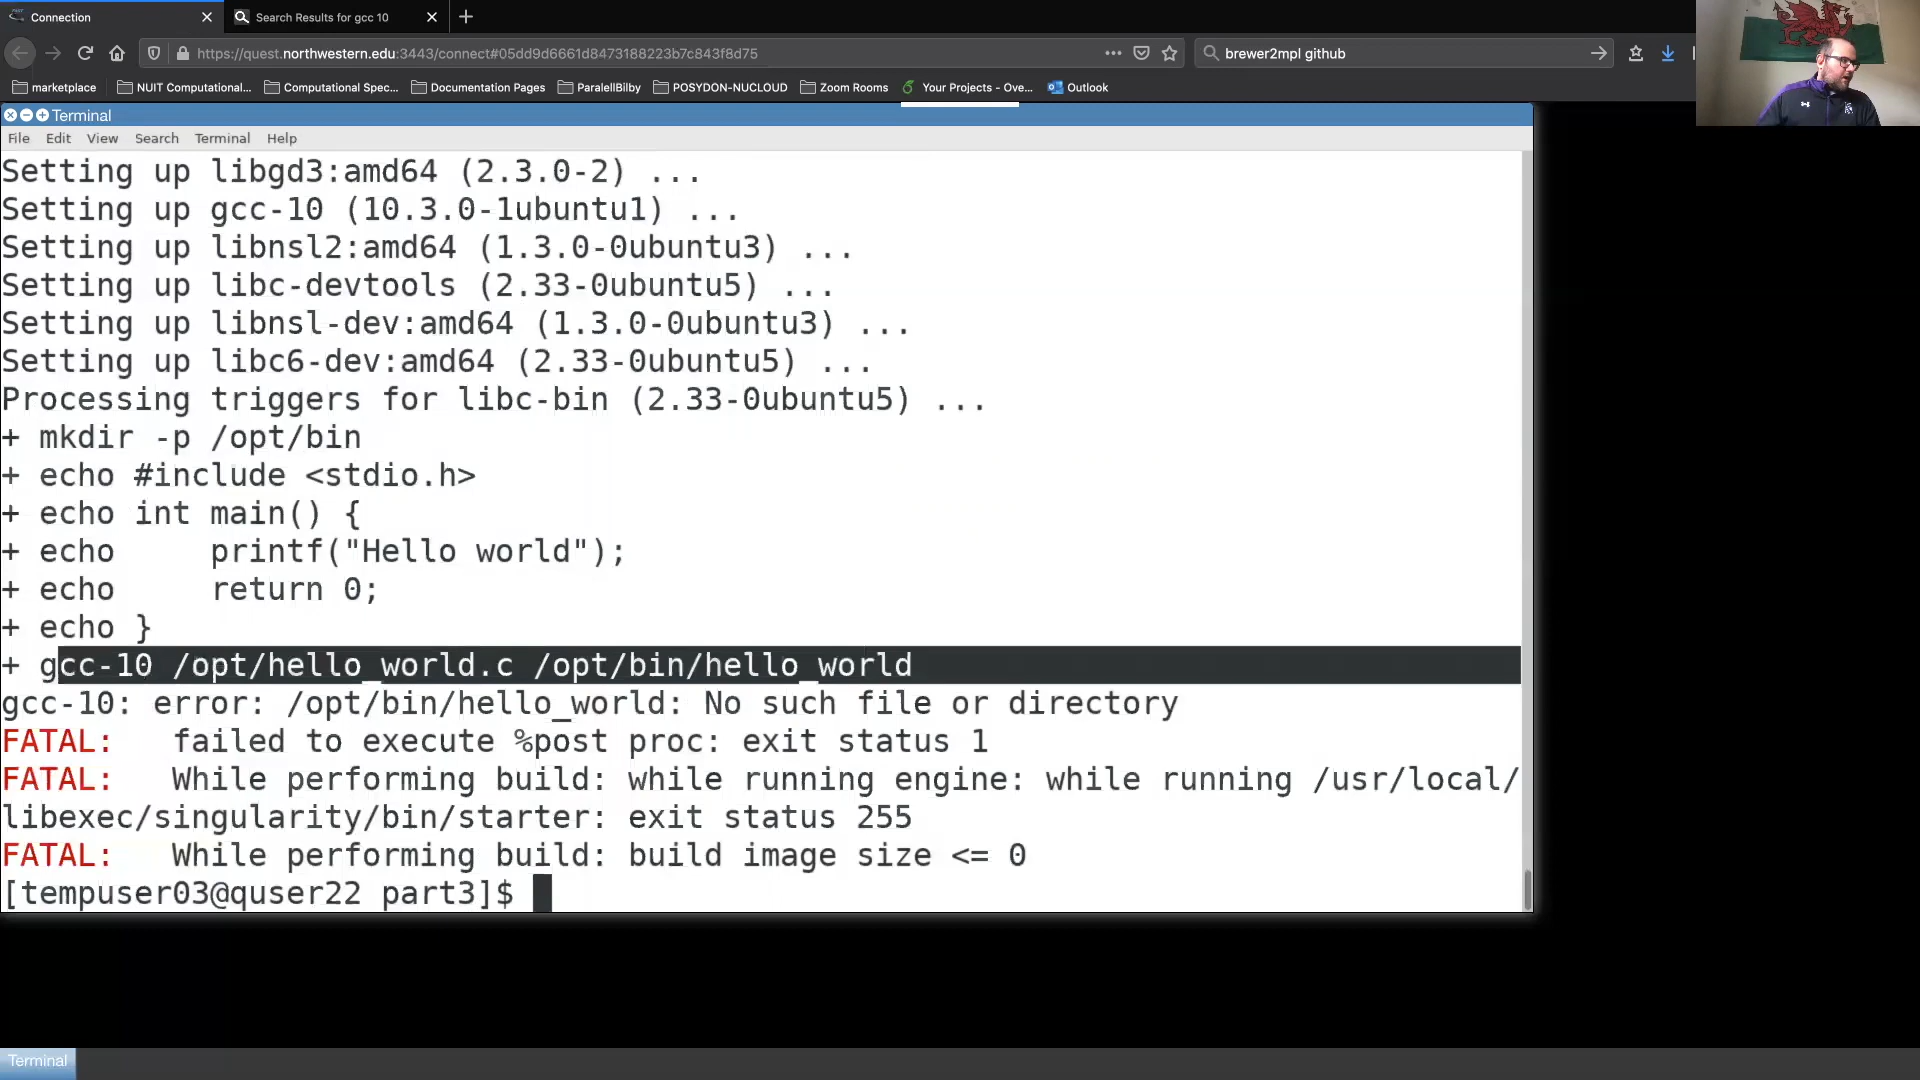 Connection
Search Results for gcc 10
https://quest.northwestern.edu:3443/connect#05dd9d6661d8473188223b7c843f8d75
brewer2mpl github
marketplace
NUIT Computational...
Computational Spec...
Documentation Pages
ParalellBilby
POSYDON-NUCLOUD
Zoom Rooms
Your Projects - Ove...
Outlook
Terminal
File Edit View Search Terminal Help
Setting up libgd3:amd64 (2.3.0-2) ...
Setting up gcc-10 (10.3.0-1ubuntu1) ...
Setting up libnsl2:amd64 (1.3.0-0ubuntu3) ...
Setting up libc-devtools (2.33-0ubuntu5) ...
Setting up libnsl-dev:amd64 (1.3.0-0ubuntu3) ...
Setting up libc6-dev:amd64 (2.33-0ubuntu5) ...
Processing triggers for libc-bin (2.33-0ubuntu5) ...
+ mkdir -p /opt/bin
+ echo #include <stdio.h>
+ echo int main() {
+ echo     printf("Hello world");
+ echo     return 0;
+ echo }
+ gcc-10 /opt/hello_world.c /opt/bin/hello_world
gcc-10: error: /opt/bin/hello_world: No such file or directory
FATAL:   failed to execute %post proc: exit status 1
FATAL:   While performing build: while running engine: while running /usr/local/
libexec/singularity/bin/starter: exit status 255
FATAL:   While performing build: build image size <= 0
[tempuser03@quser22 part3]$
Terminal